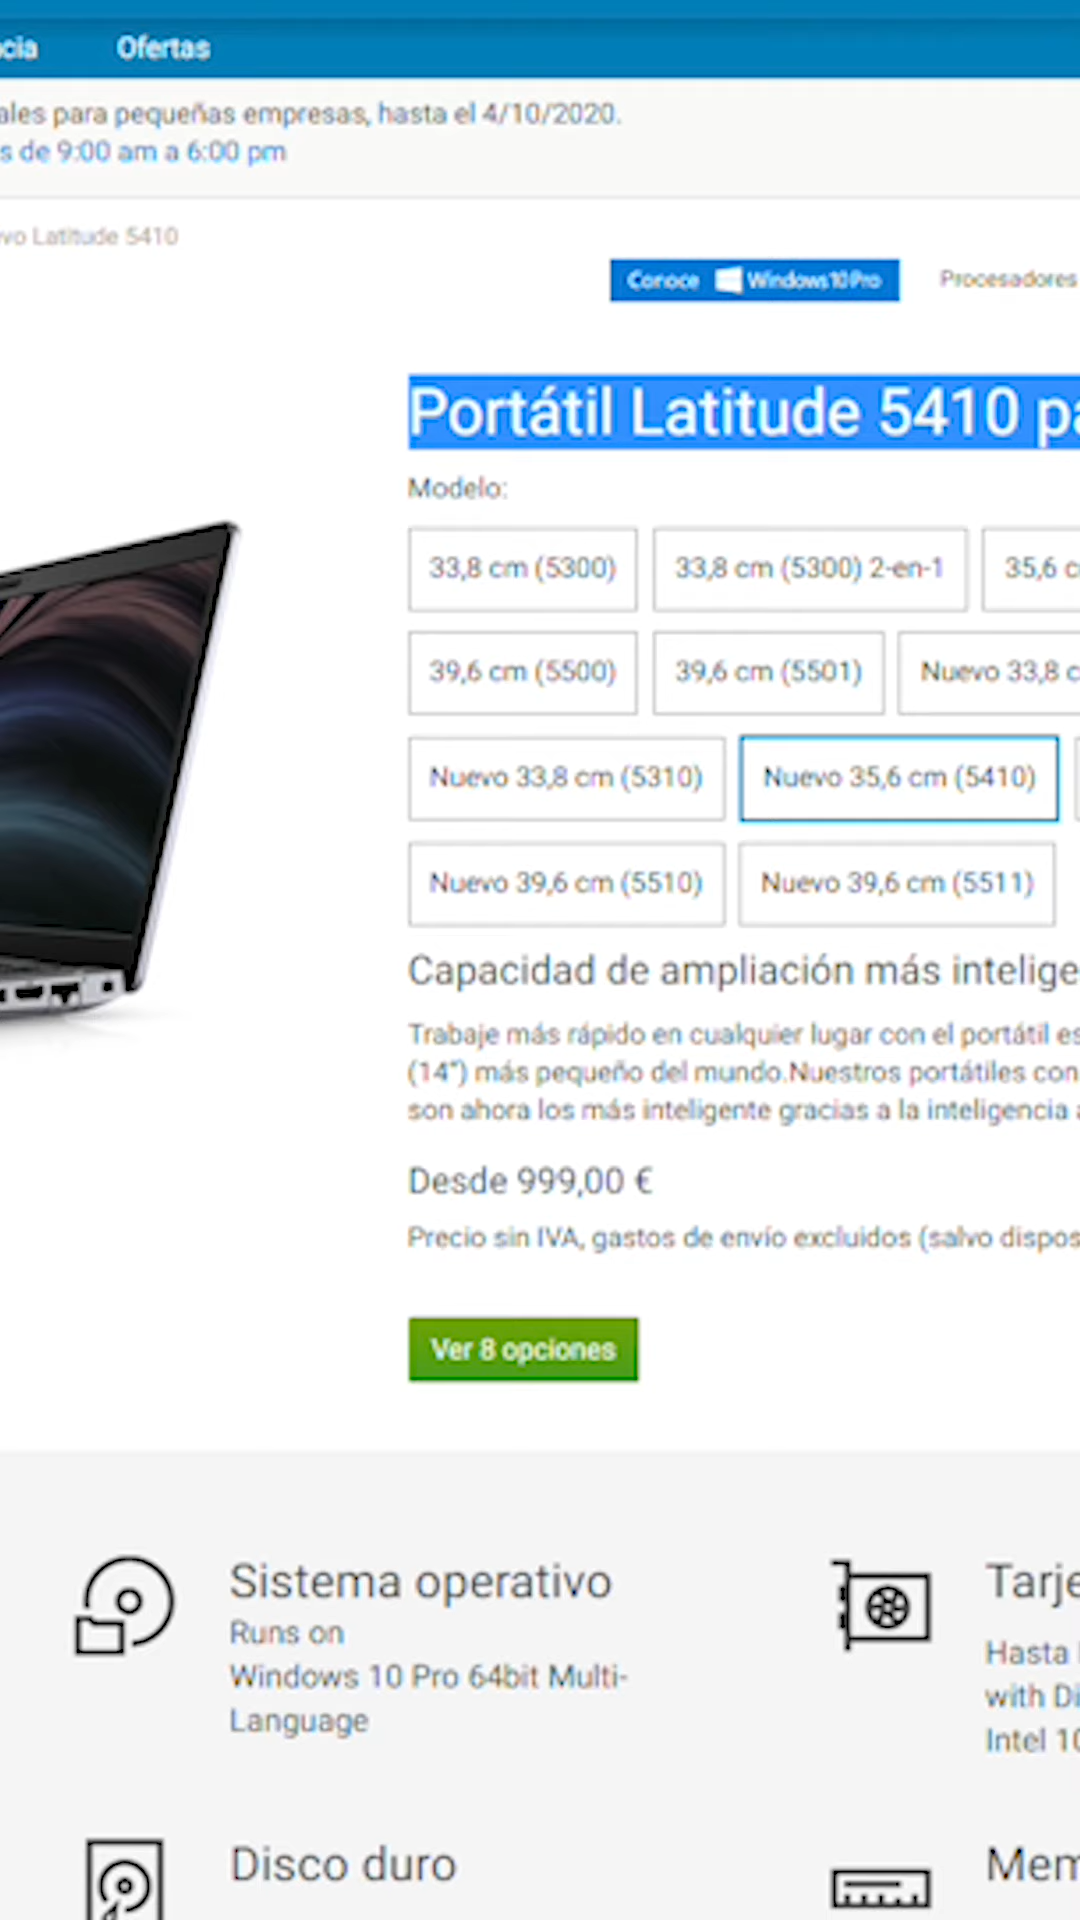 cia Ofertas
ales para pequeñas empresas, hasta el 4/10/2020.
s de 9:00 am a 6:00 pm
vo Latitude 5410
Conoce Windows10Pro Procesadores
Portátil Latitude 5410 pa
Modelo:
33,8 cm (5300) 33,8 cm (5300) 2-en-1 35,6 c
39,6 cm (5500) 39,6 cm (5501) Nuevo 33,8 c
Nuevo 33,8 cm (5310) Nuevo 35,6 cm (5410)
Nuevo 39,6 cm (5510) Nuevo 39,6 cm (5511)
Capacidad de ampliación más intelige
Trabaje más rápido en cualquier lugar con el portátil es
(14") más pequeño del mundo.Nuestros portátiles con
son ahora los más inteligente gracias a la inteligencia a
Desde 999,00 €
Precio sin IVA, gastos de envío excluidos (salvo dispos
Ver 8 opciones
Sistema operativo
Runs on
Windows 10 Pro 64bit Multi-
Language
Tarje
Hasta
with Di
Intel 10
Disco duro
Mem